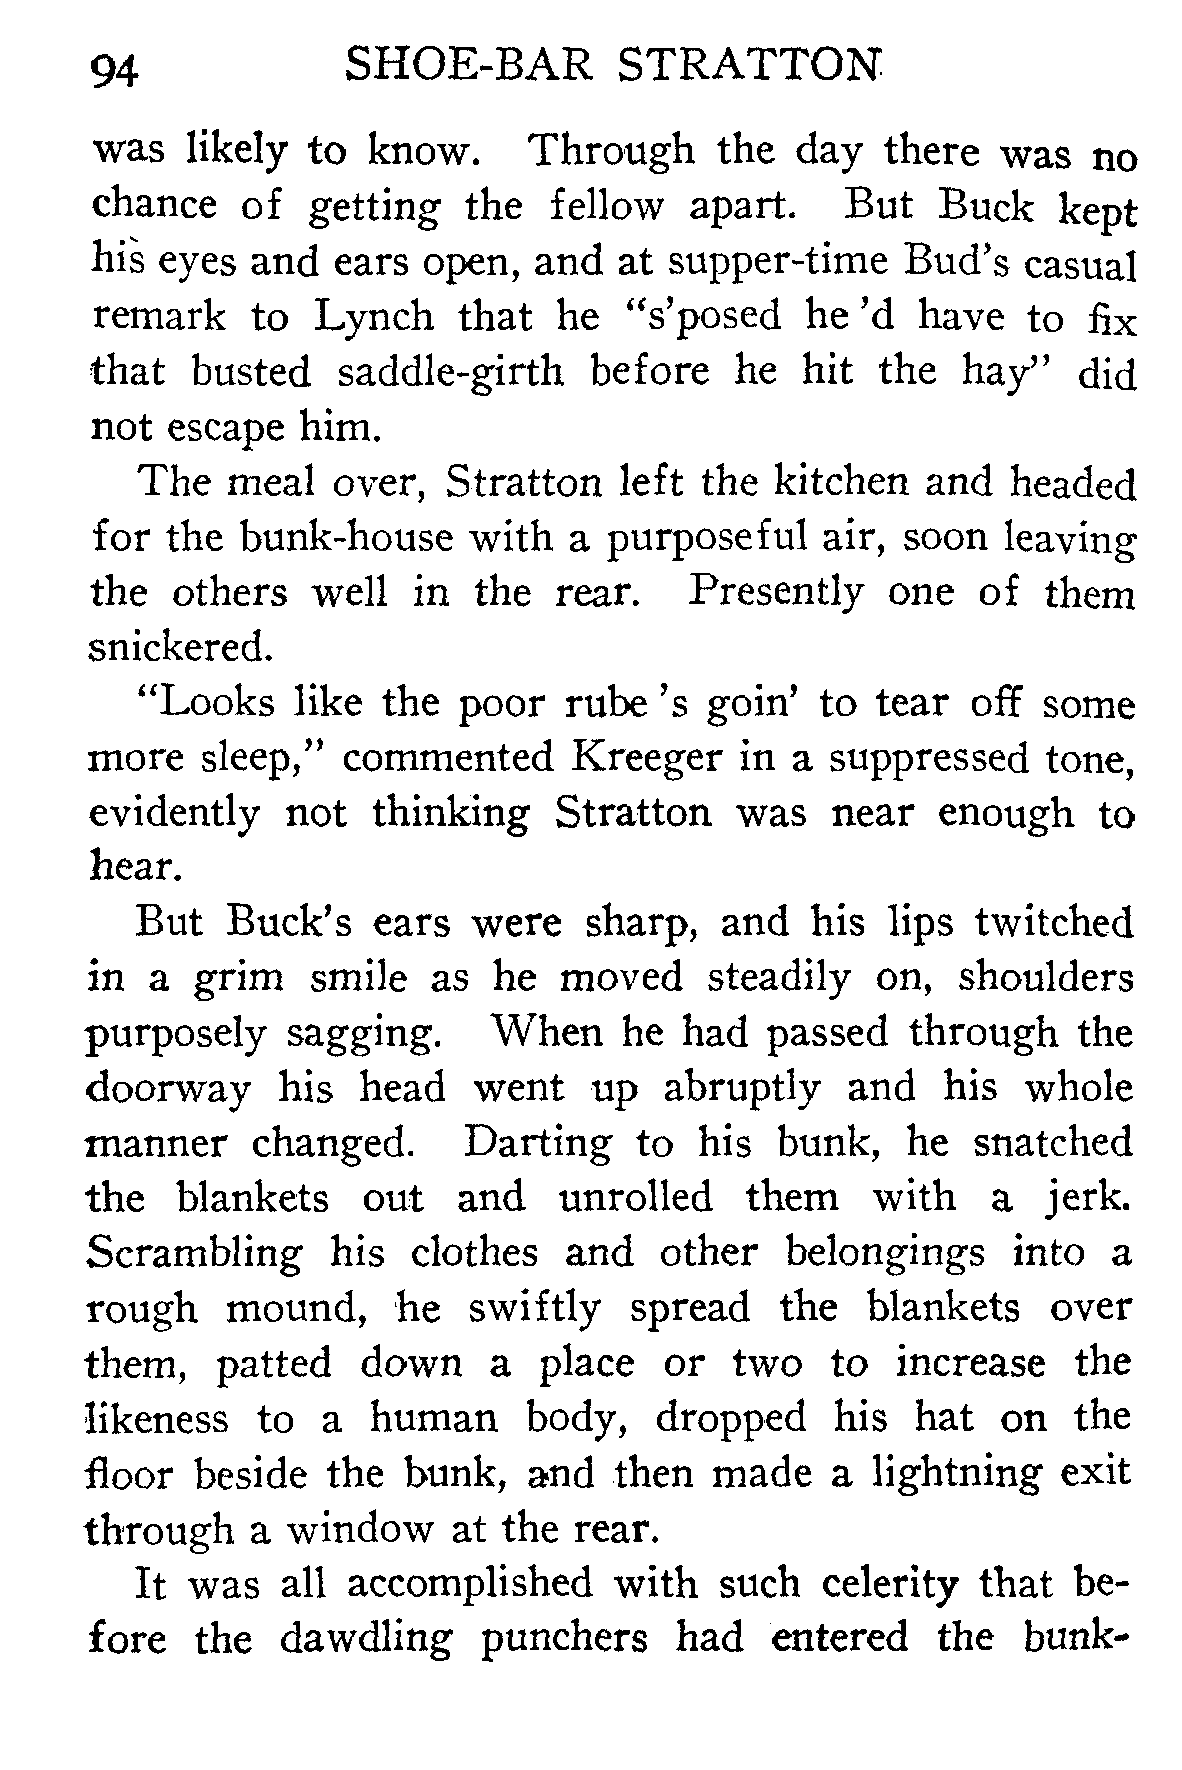 94 SHOE-BAR STRATTON
was likely to know. Through the day there was no
chance of getting the fellow apart. But Buck kept
his eyes and ears open, and at supper-time Bud's casual
remark to Lynch that he "s'posed he 'd have to fix
that busted saddle-girth before he hit the hay" did
not escape him.
The meal over, Stratton left the kitchen and headed
for the bunk-house with a purposeful air, soon leaving
the others well in the rear. Presently one of them
snickered.
"Looks like the poor rube 's goin' to tear off some
more sleep," commented Kreeger in a suppressed tone,
evidently not thinking Stratton was near enough to
hear.
But Buck's ears were sharp, and his lips twitched
in a grim smile as he moved steadily on, shoulders
purposely sagging. When he had passed through the
doorway his head went up abruptly and his whole
manner changed. Darting to his bunk, he snatched
the blankets out and unrolled them with a jerk.
Scrambling his clothes and other belongings into a
rough mound, he swiftly spread the blankets over
them, patted down a place or two to increase the
likeness to a human body, dropped his hat on the
floor beside the bunk, and then made a lightning exit
through a window at the rear.
It was all accomplished with such celerity that be-
fore the dawdling punchers had entered the bunk-